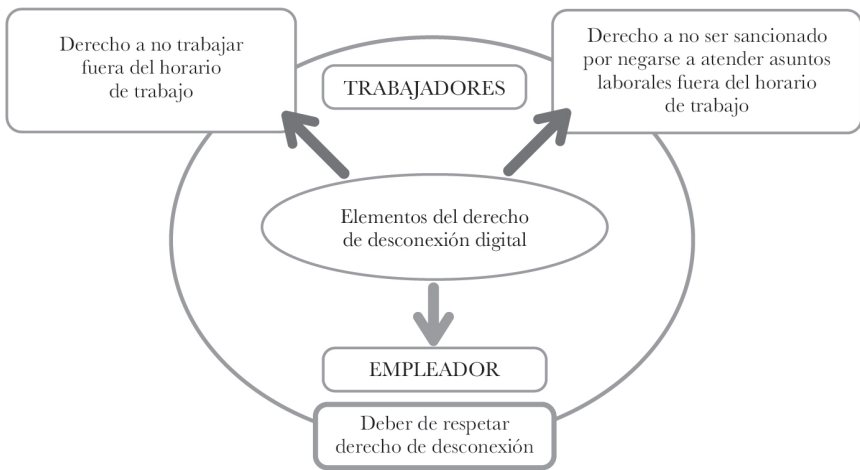 Derecho a no trabajar
fuera del horario
de trabajo
Derecho a no ser sancionado
por negarse a atender asuntos
laborales fuera del horario
de trabajo
TRABAJADORES
Elementos del derecho
de desconexión digital
EMPLEADOR
Deber de respetar
derecho de desconexión